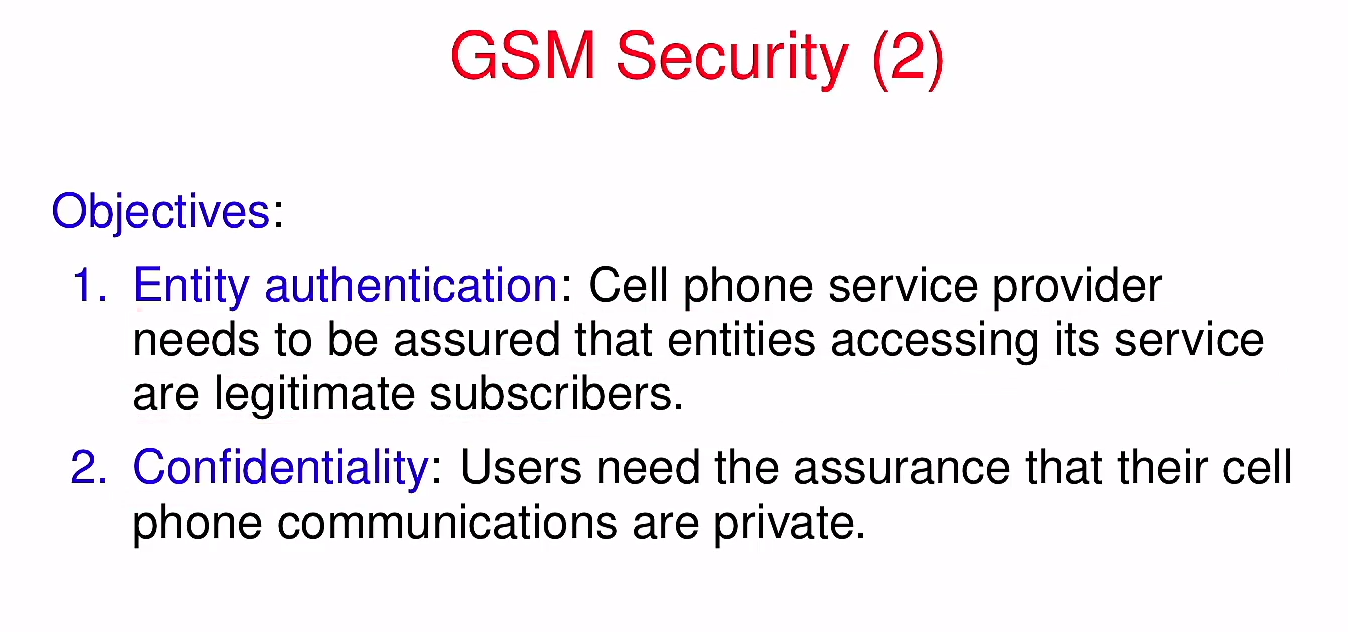 GSM Security (2)
Objectives:
1. Entity authentication: Cell phone service provider
needs to be assured that entities accessing its service
are legitimate subscribers.
2. Confidentiality: Users need the assurance that their cell
phone communications are private.